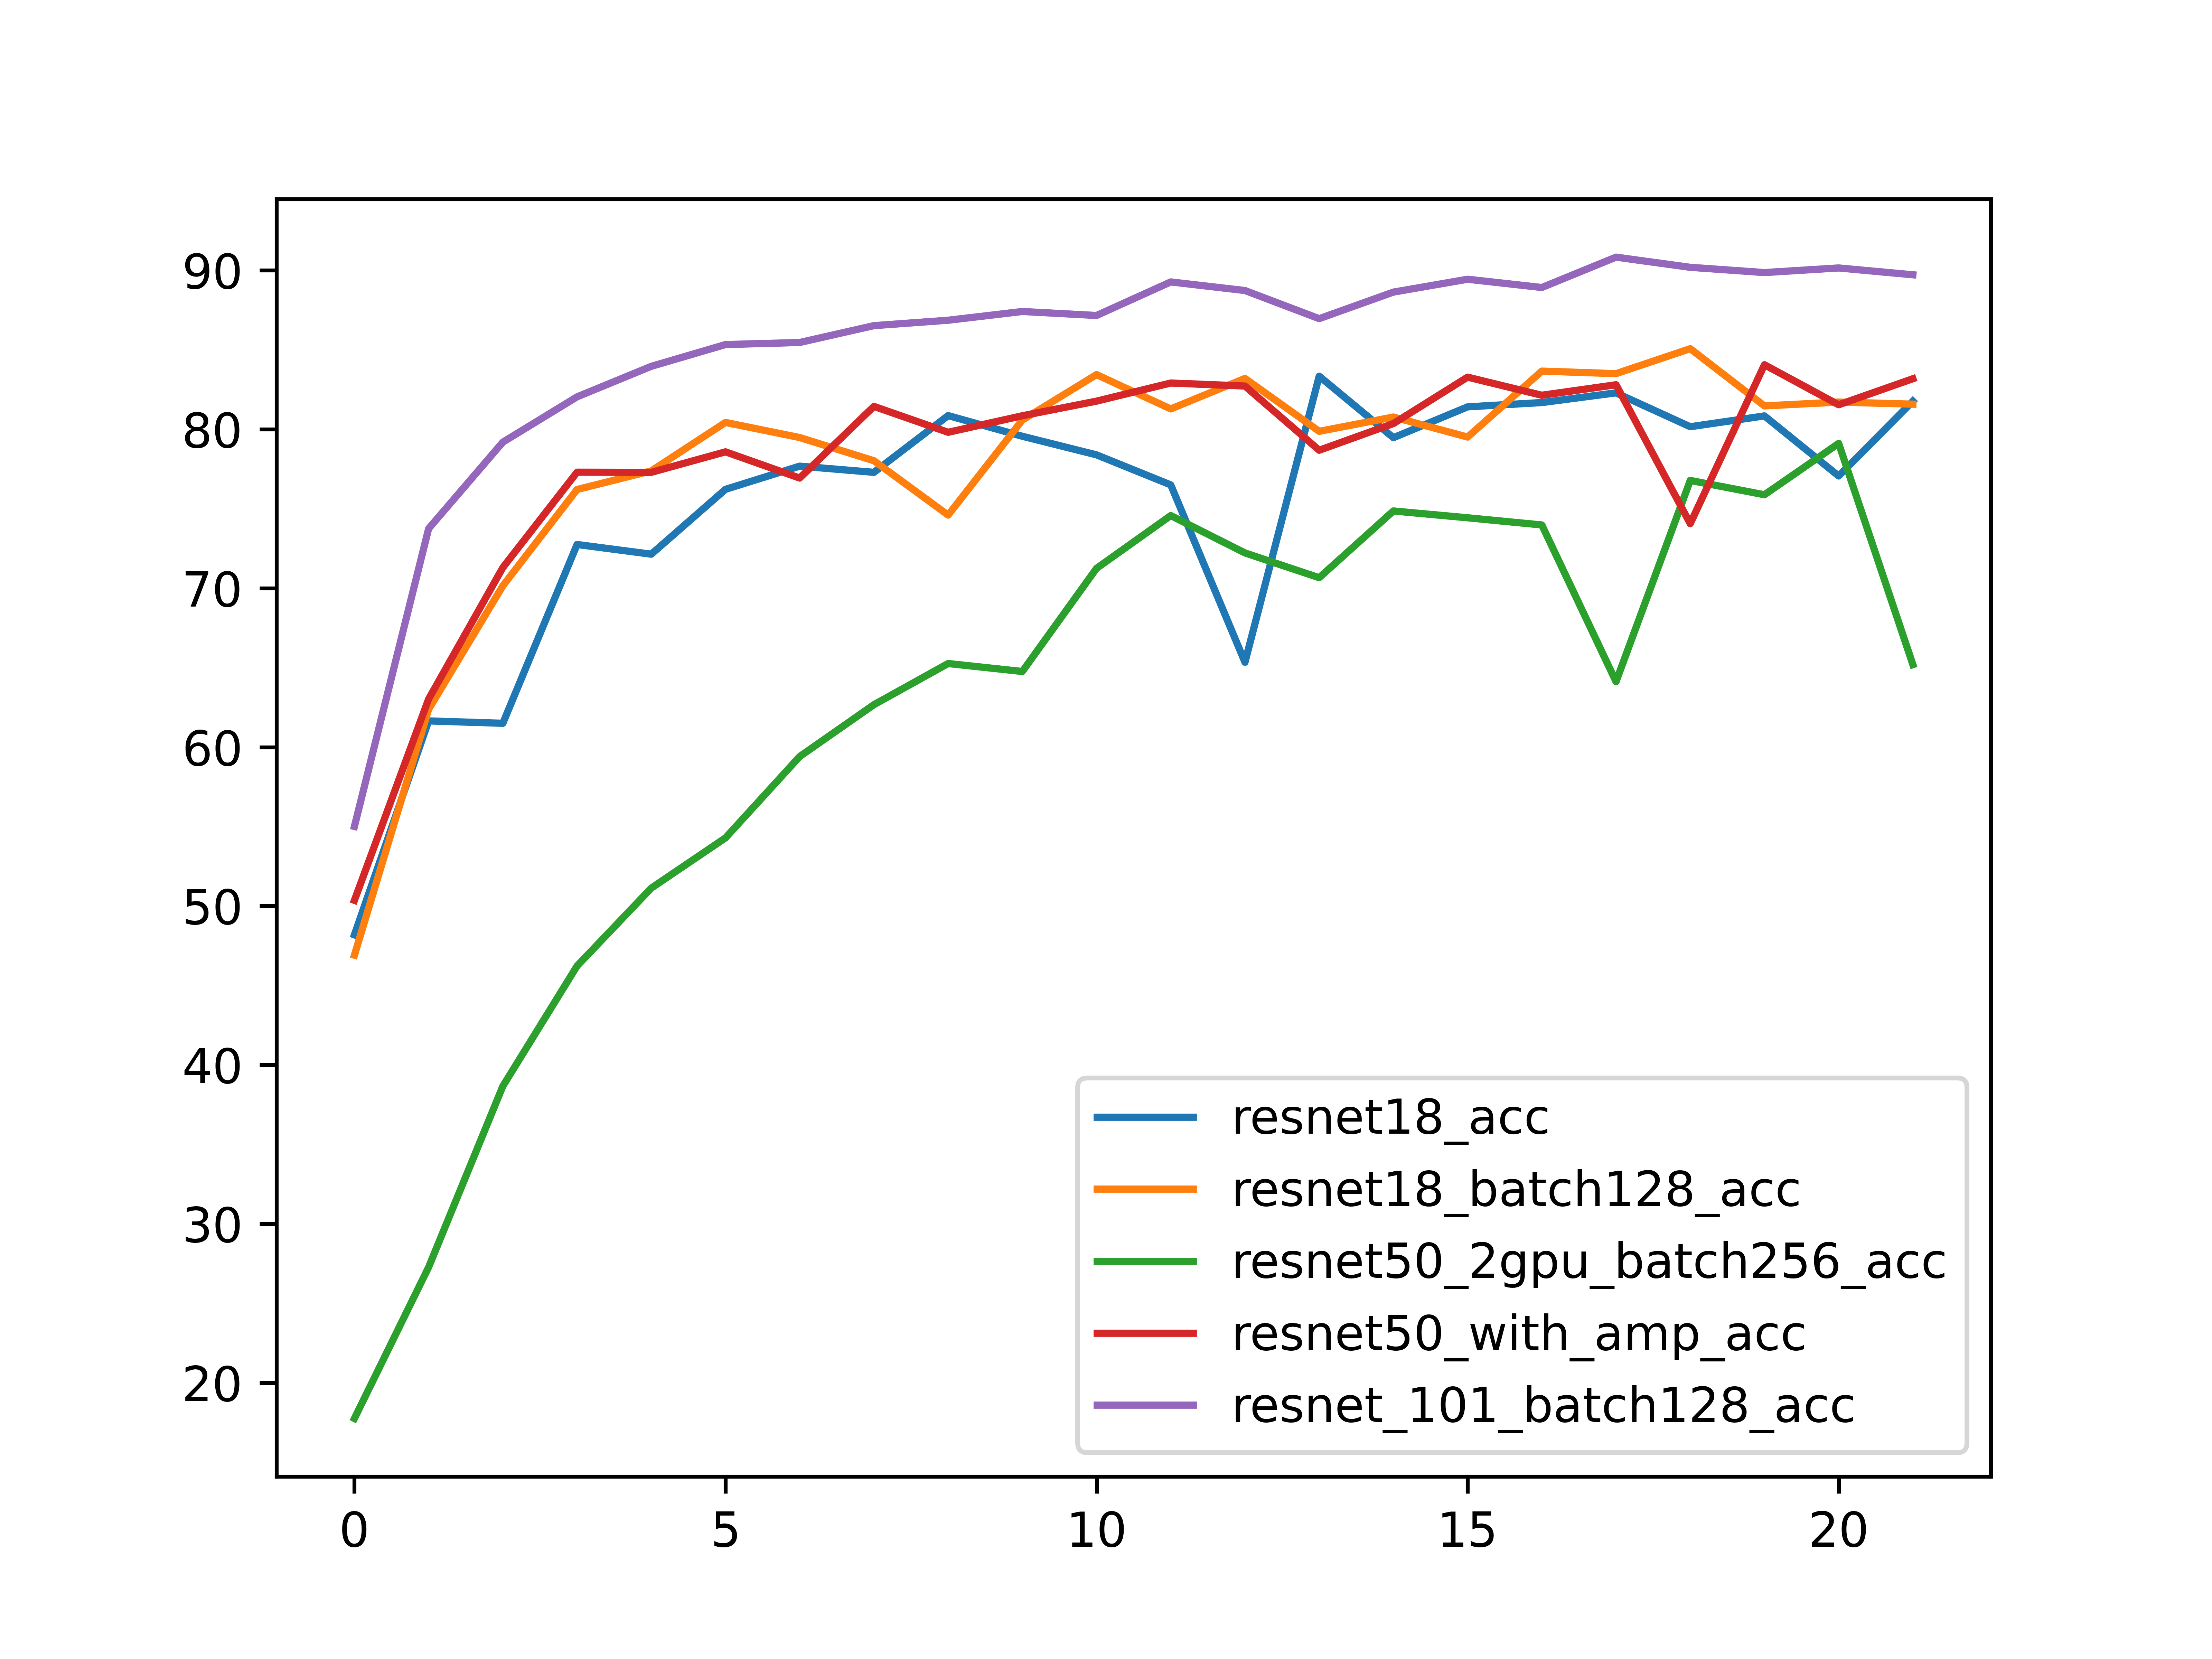 90
80
70
60
50
40
30
20
0 5 10 15 20
resnet18_acc
resnet18_batch128_acc
resnet50_2gpu_batch256_acc
resnet50_with_amp_acc
resnet_101_batch128_acc